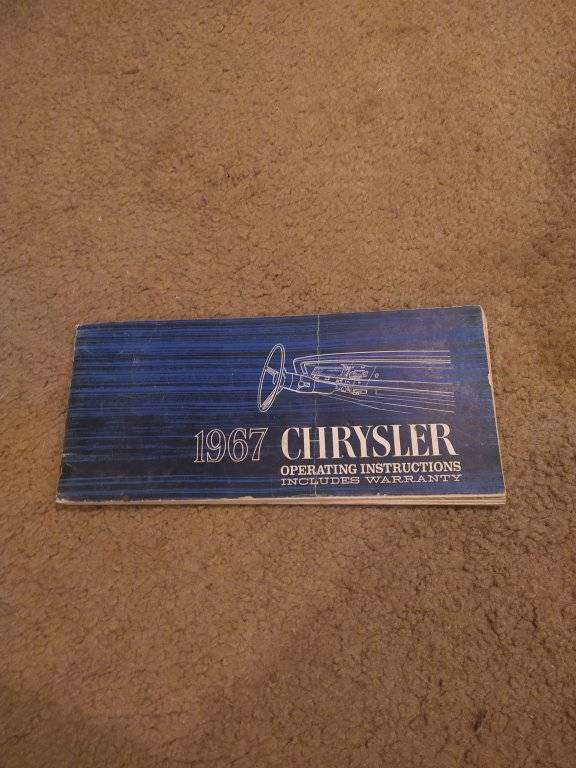 1967 CHRYSLER
OPERATING INSTRUCTIONS
INCLUDES WARRANTY